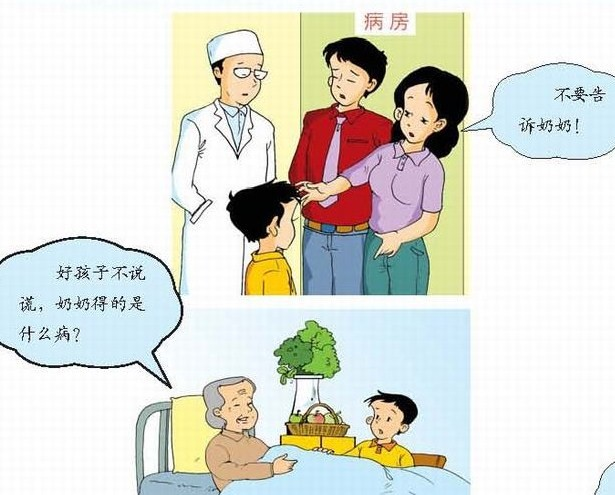 病房
不要告
诉奶奶!
好孩子不说
谎，奶奶得的是
什么病?